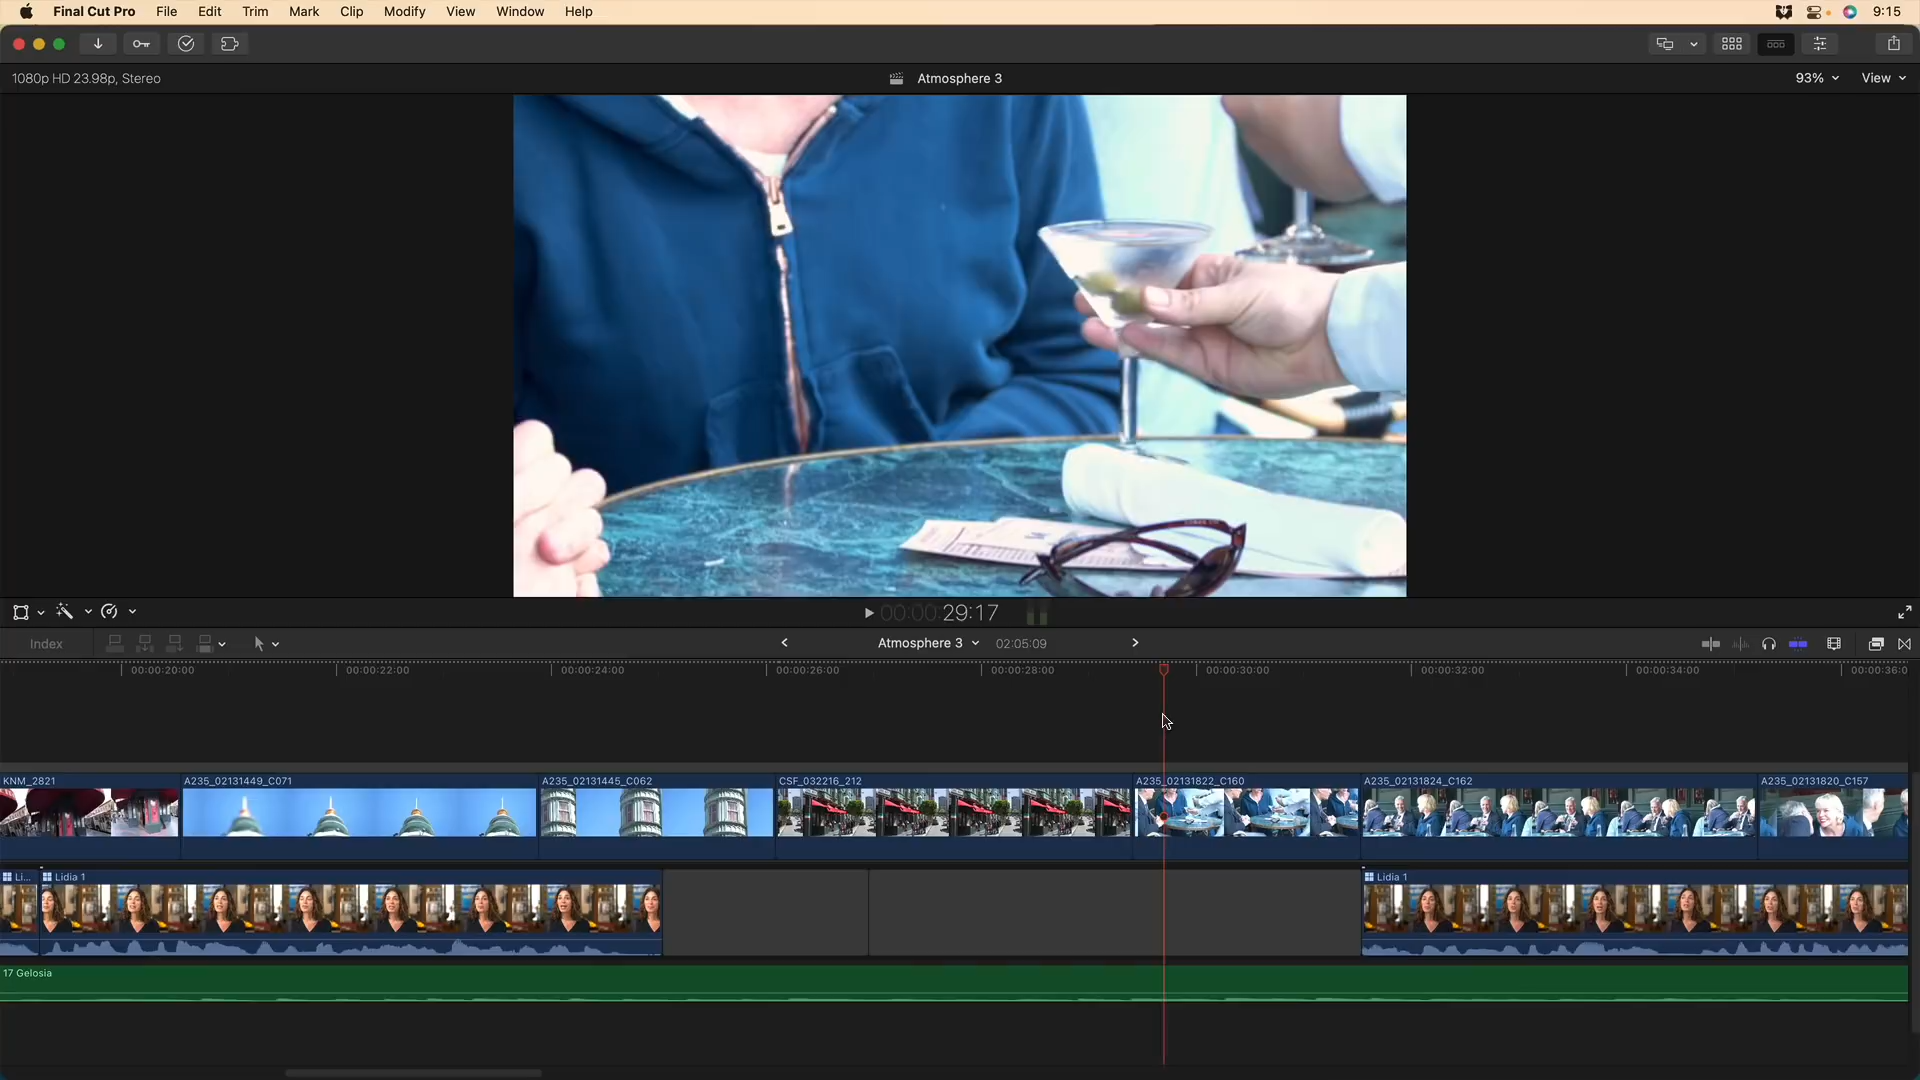 Final Cut Pro File Edit Trim Mark Clip Modify View Window Help 9:15
1080p HD 23.98p, Stereo Atmosphere 3 93% View
00:00:00 29:17
Index Atmosphere 3 02:05:09
00:00:20:00 00:00:22:00 00:00:24:00 00:00:26:00 00:00:28:00 00:00:30:00 00:00:32:00 00:00:34:00 00:00:36:0
KNM_2821 A235_02131449_C071 A235_02131445_C062 CSF_032216_212 A235_02131822_C160 A235_02131824_C162 A235_02131820_C157
Li... Lidia 1 Lidia 1
17 Gelosia